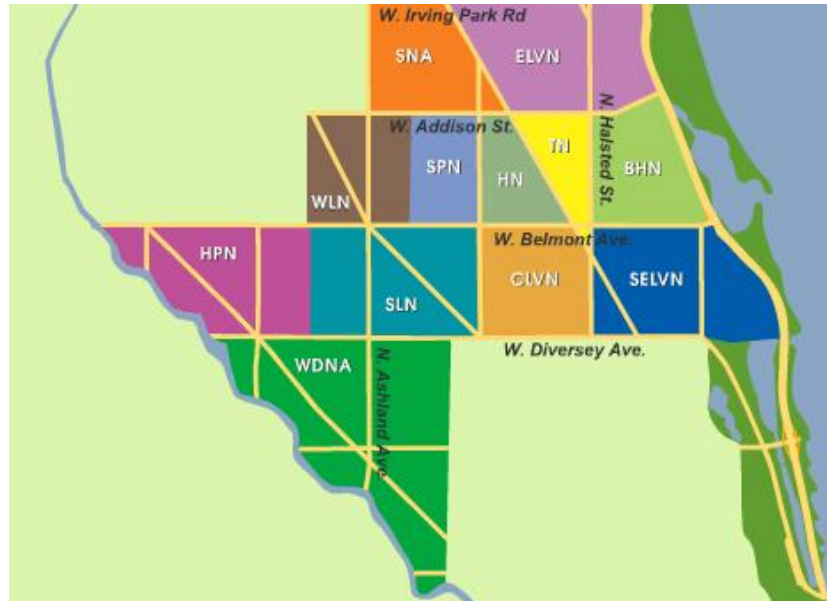 W. Irving Park Rd
SNA
ELVN
N. Halsted St.
W. Addison St.
TN
SPN
HN
BHN
WLN
W. Belmont Ave.
HPN
CLVN
SELVN
SLN
W. Diversey Ave.
WDNA
N. Ashland Ave.